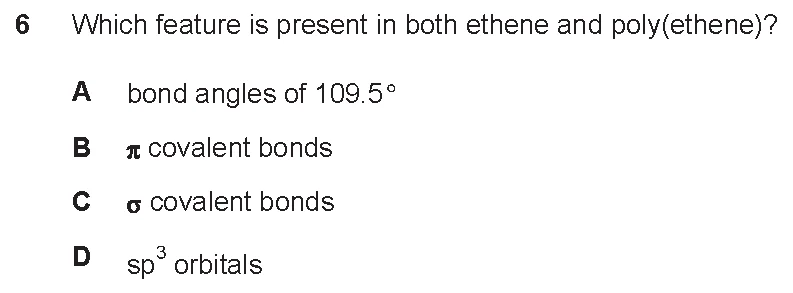 6 Which feature is present in both ethene and poly(ethene)?
A bond angles of 109.5°
B π covalent bonds
C σ covalent bonds
D sp³ orbitals